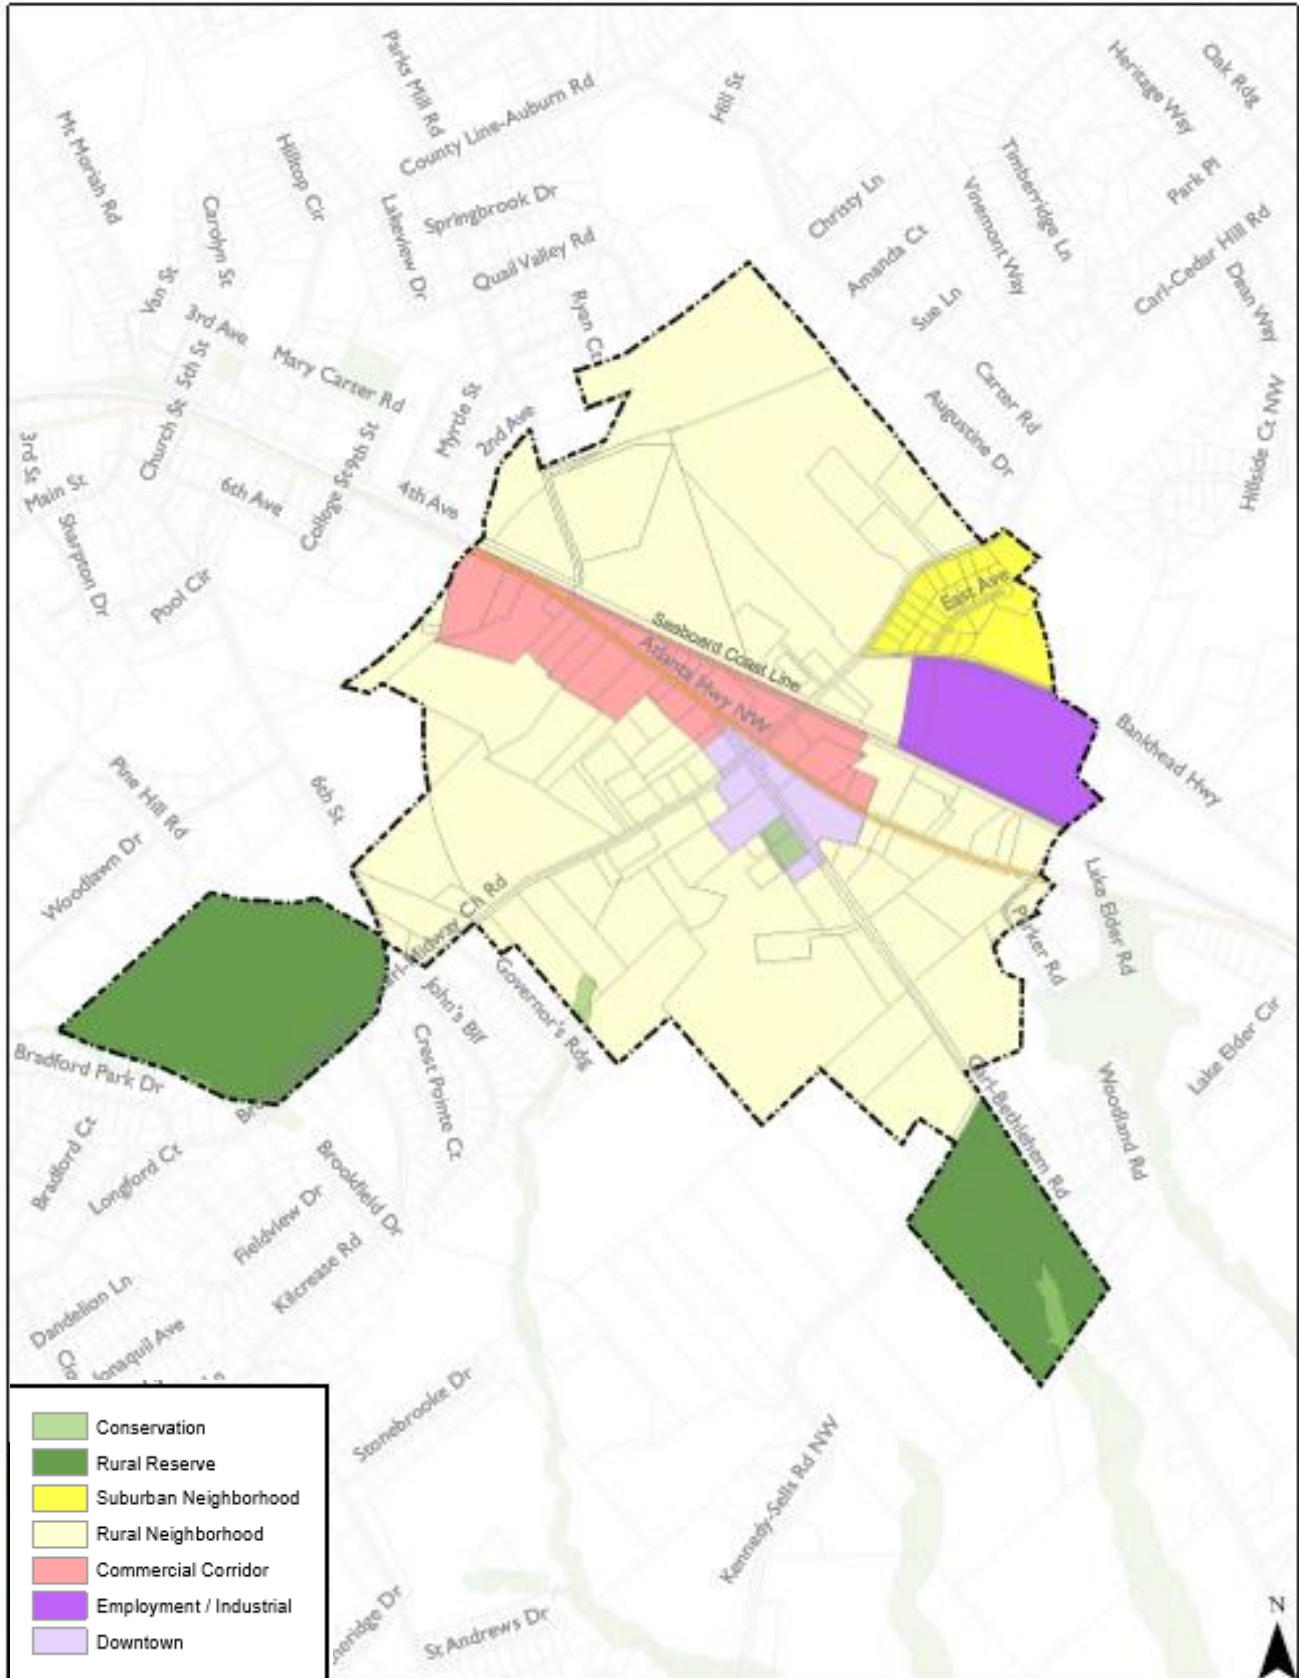 Parks Mill Rd
County Line-Auburn Rd
Hill St
Heritage Way
Oak Rdg
Mt Moriah Rd
Hilltop Cir
Carolyn St
Lakeview Dr
Springbrook Dr
Quail Valley Rd
Christy Ln
Amanda Ct
Vinemont Way
Timberridge Ln
Park Pl
Carl-Cedar Hill Rd
Dean Way
Sue Ln
Van St
3rd Ave
5th St
Mary Carter Rd
Ryan Ct
Myrtle St
2nd Ave
Carter Rd
Augustine Dr
Hillside Ct NW
3rd St
Main St
Church St
6th Ave
College St
9th St
4th Ave
Sharpton Dr
Pool Cir
East Ave
Seaboard Coast Line
Atlanta Hwy NW
Bankhead Hwy
Pine Hill Rd
6th St
Woodlawn Dr
Midway Ch Rd
Parker Rd
Lake Elder Rd
John's Blf
Governor's Rdg
Crest Pointe Ct
Lake Elder Cir
Woodland Rd
Carl-Bethlehem Rd
Bradford Park Dr
Bradford Ct
Longford Ct
Fieldview Dr
Brookfield Dr
Kilcrease Rd
Dandelion Ln
Jonaquil Ave
Stonebrooke Dr
Kennedy-Sells Rd NW
St Andrews Dr
Conservation
Rural Reserve
Suburban Neighborhood
Rural Neighborhood
Commercial Corridor
Employment / Industrial
Downtown
N